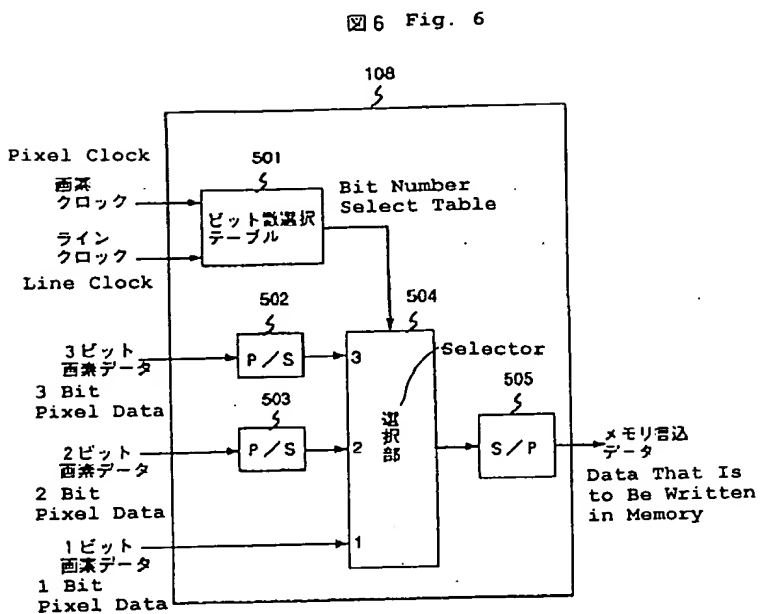 図6 Fig. 6
108
Pixel Clock
画素
クロック
ライン
クロック
Line Clock
501
ビット数選択
テーブル
Bit Number
Select Table
502
P/S
503
P/S
504
Selector
3
2
1
選択部
505
S/P
3ビット
画素データ
3 Bit
Pixel Data
2ビット
画素データ
2 Bit
Pixel Data
1ビット
画素データ
1 Bit
Pixel Data
メモリ書込
データ
Data That Is
to Be Written
in Memory